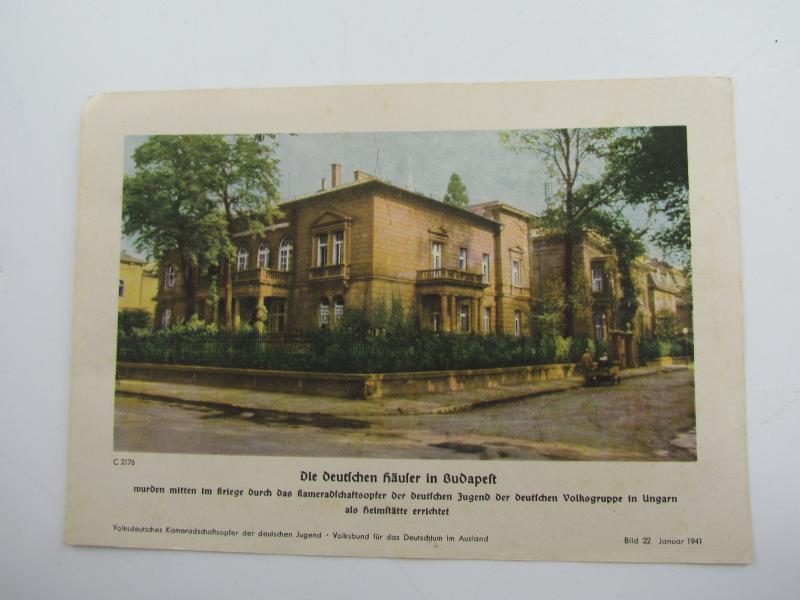 C 2176
Die deutschen Häuser in Budapest
wurden mitten im Kriege durch das Kameradschaftsopfer der deutschen Jugend der deutschen Volksgruppe in Ungarn
als Heimstätte errichtet
Volksdeutsches Kameradschaftsopfer der deutschen Jugend · Volksbund für das Deutschtum im Ausland
Bild 22 Januar 1941